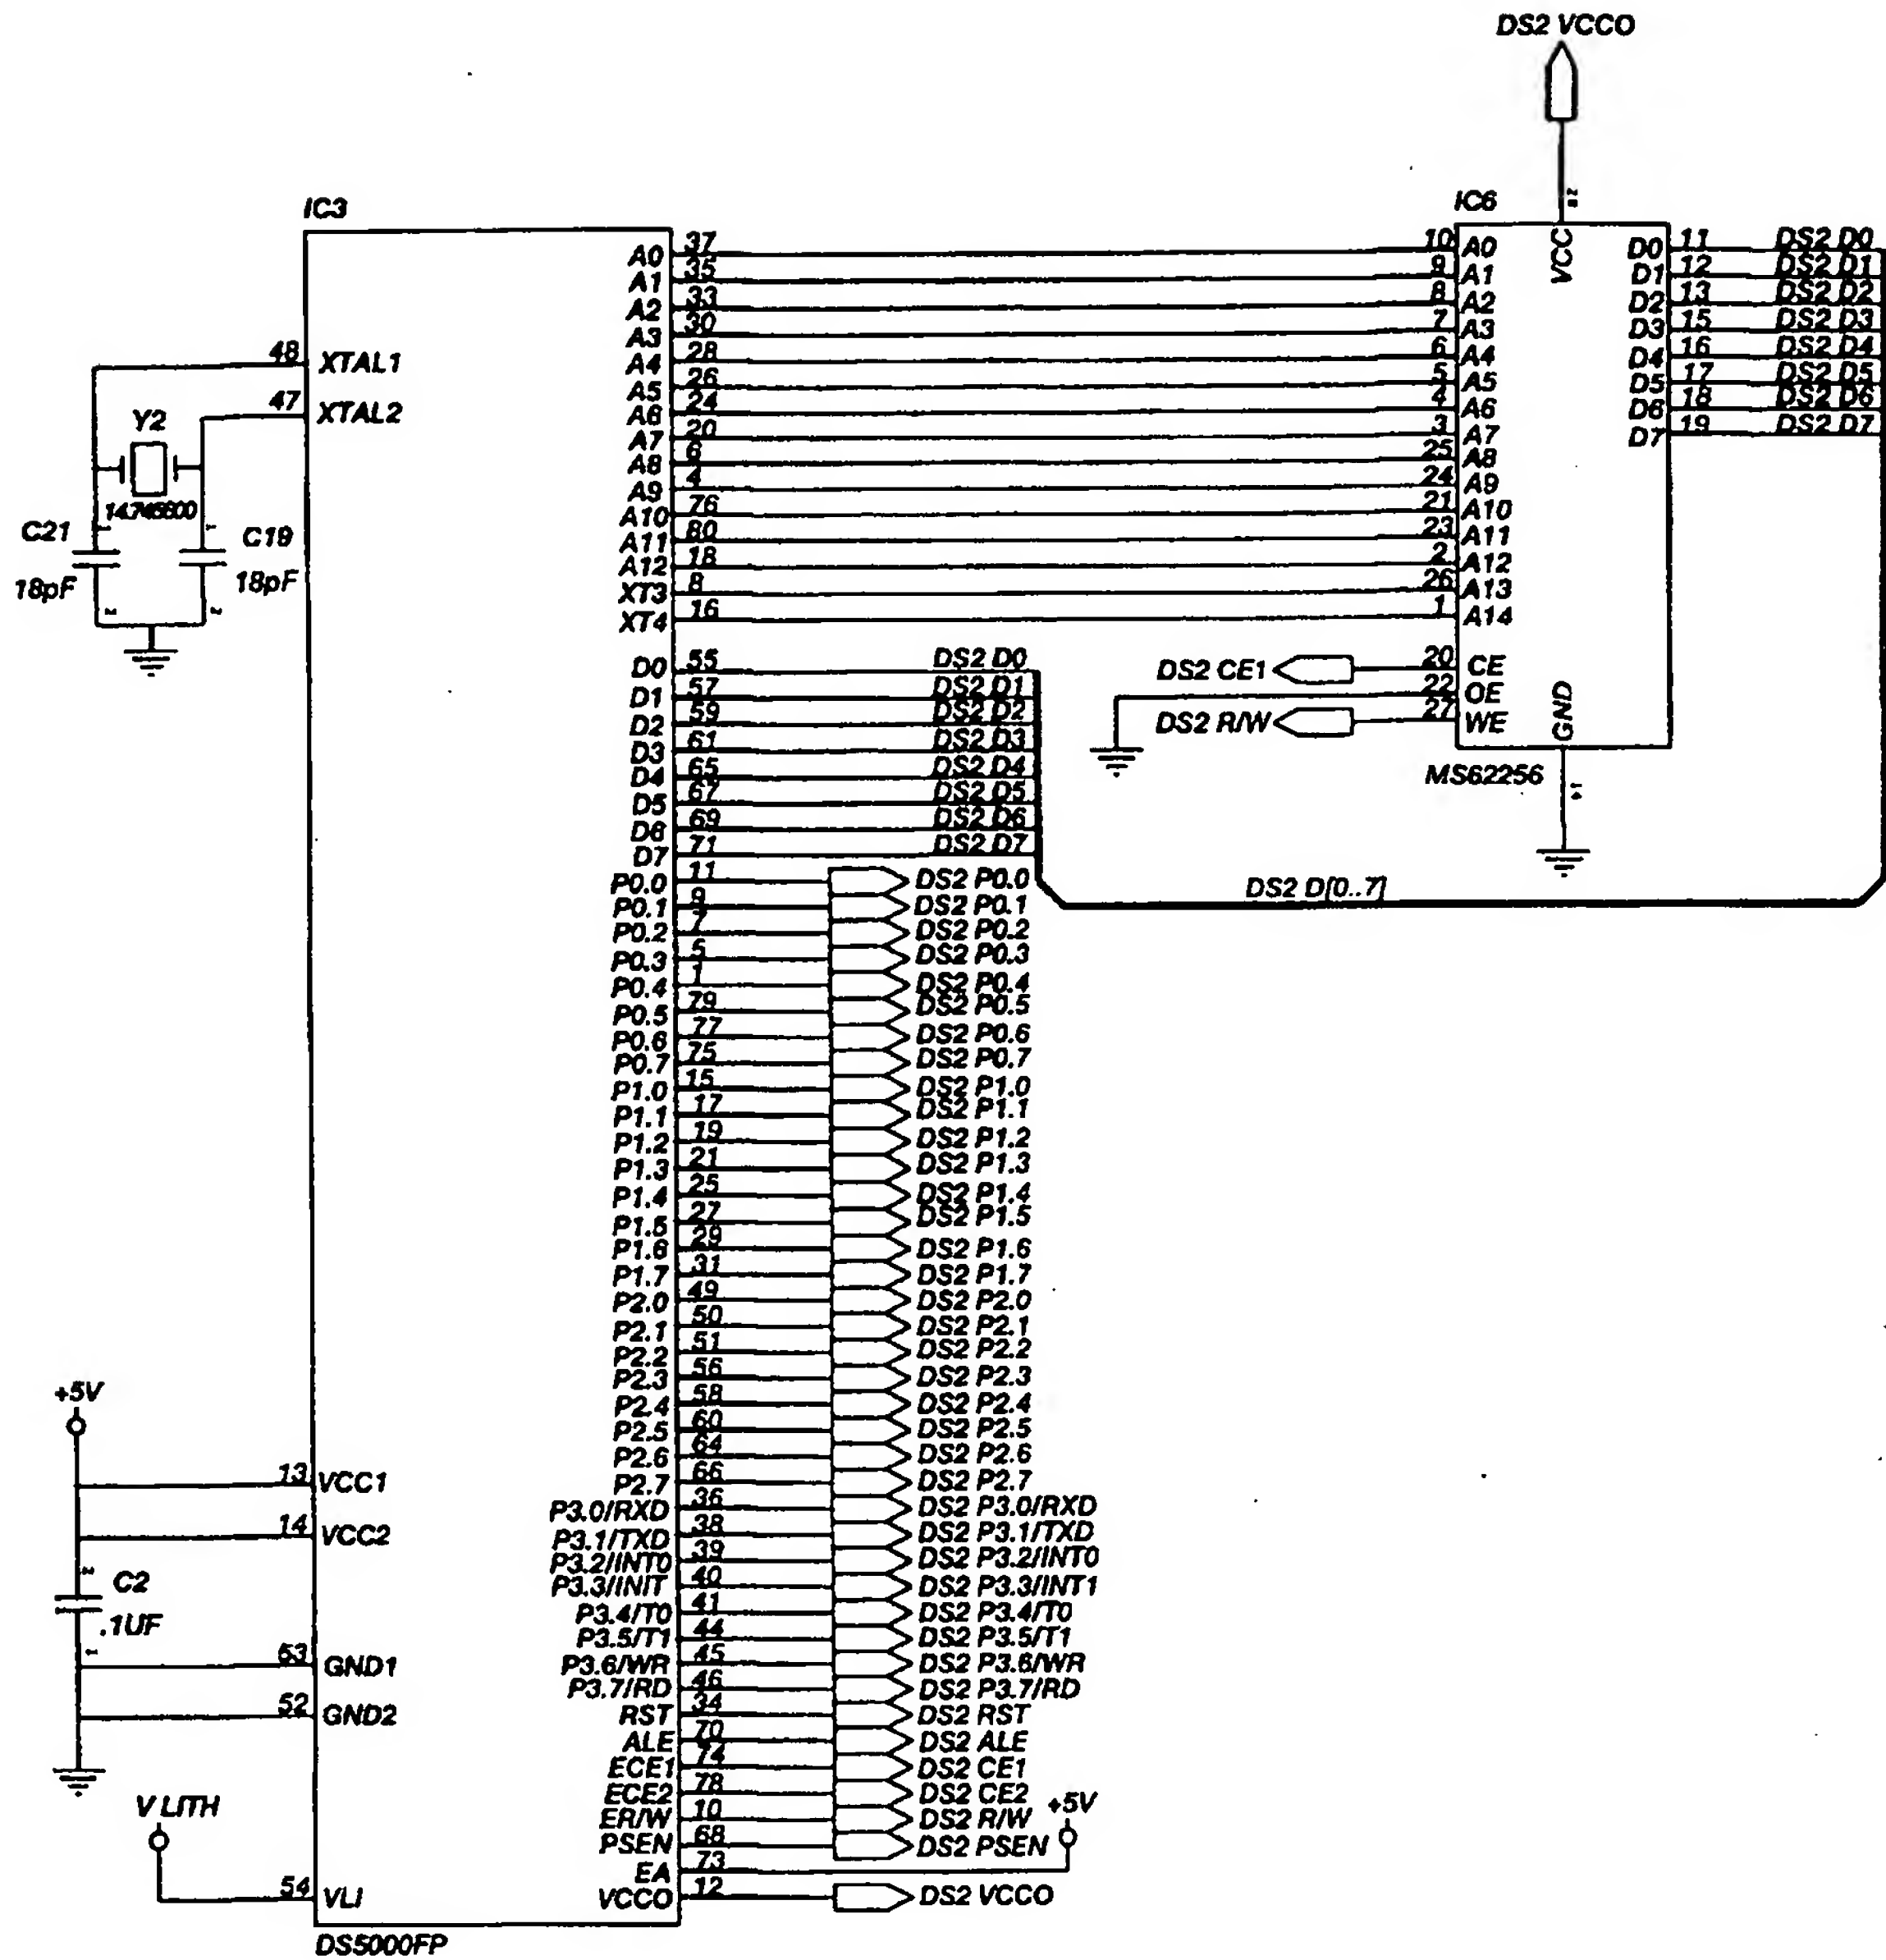 DS2 VCCO
IC3
IC6
A0 37
A1 35
A2 33
A3 30
A4 28
A5 26
A6 24
A7 20
A8 6
A9 4
A10 76
A11 80
A12 18
XT3 8
XT4 16
10 A0
9 A1
8 A2
7 A3
6 A4
5 A5
4 A6
3 A7
25 A8
24 A9
21 A10
23 A11
2 A12
26 A13
1 A14
20 CE
22 OE
27 WE
VCC
GND
14
D0 11 DS2 D0
D1 12 DS2 D1
D2 13 DS2 D2
D3 15 DS2 D3
D4 16 DS2 D4
D5 17 DS2 D5
D6 18 DS2 D6
D7 19 DS2 D7
DS2 CE1
DS2 R/W
MS62256
48 XTAL1
47 XTAL2
Y2
14.745600
C21
18pF
1
2
C19
18pF
1
2
D0 55 DS2 D0
D1 57 DS2 D1
D2 59 DS2 D2
D3 61 DS2 D3
D4 65 DS2 D4
D5 67 DS2 D5
D6 69 DS2 D6
D7 71 DS2 D7
DS2 D[0..7]
P0.0 11 DS2 P0.0
P0.1 9 DS2 P0.1
P0.2 7 DS2 P0.2
P0.3 5 DS2 P0.3
P0.4 1 DS2 P0.4
P0.5 79 DS2 P0.5
P0.6 77 DS2 P0.6
P0.7 75 DS2 P0.7
P1.0 15 DS2 P1.0
P1.1 17 DS2 P1.1
P1.2 19 DS2 P1.2
P1.3 21 DS2 P1.3
P1.4 25 DS2 P1.4
P1.5 27 DS2 P1.5
P1.6 29 DS2 P1.6
P1.7 31 DS2 P1.7
P2.0 49 DS2 P2.0
P2.1 50 DS2 P2.1
P2.2 51 DS2 P2.2
P2.3 56 DS2 P2.3
P2.4 58 DS2 P2.4
P2.5 60 DS2 P2.5
P2.6 64 DS2 P2.6
P2.7 66 DS2 P2.7
P3.0/RXD 36 DS2 P3.0/RXD
P3.1/TXD 38 DS2 P3.1/TXD
P3.2/INT0 39 DS2 P3.2/INT0
P3.3/INIT 40 DS2 P3.3/INT1
P3.4/T0 41 DS2 P3.4/T0
P3.5/T1 44 DS2 P3.5/T1
P3.6/WR 45 DS2 P3.6/WR
P3.7/RD 46 DS2 P3.7/RD
RST 34 DS2 RST
ALE 70 DS2 ALE
ECE1 74 DS2 CE1
ECE2 78 DS2 CE2
ER/W 10 DS2 R/W
PSEN 68 DS2 PSEN
EA 73
+5V
VCCO 12 DS2 VCCO
+5V
13 VCC1
14 VCC2
2
C2
.1UF
1
53 GND1
52 GND2
V LITH
54 VLI
DS5000FP